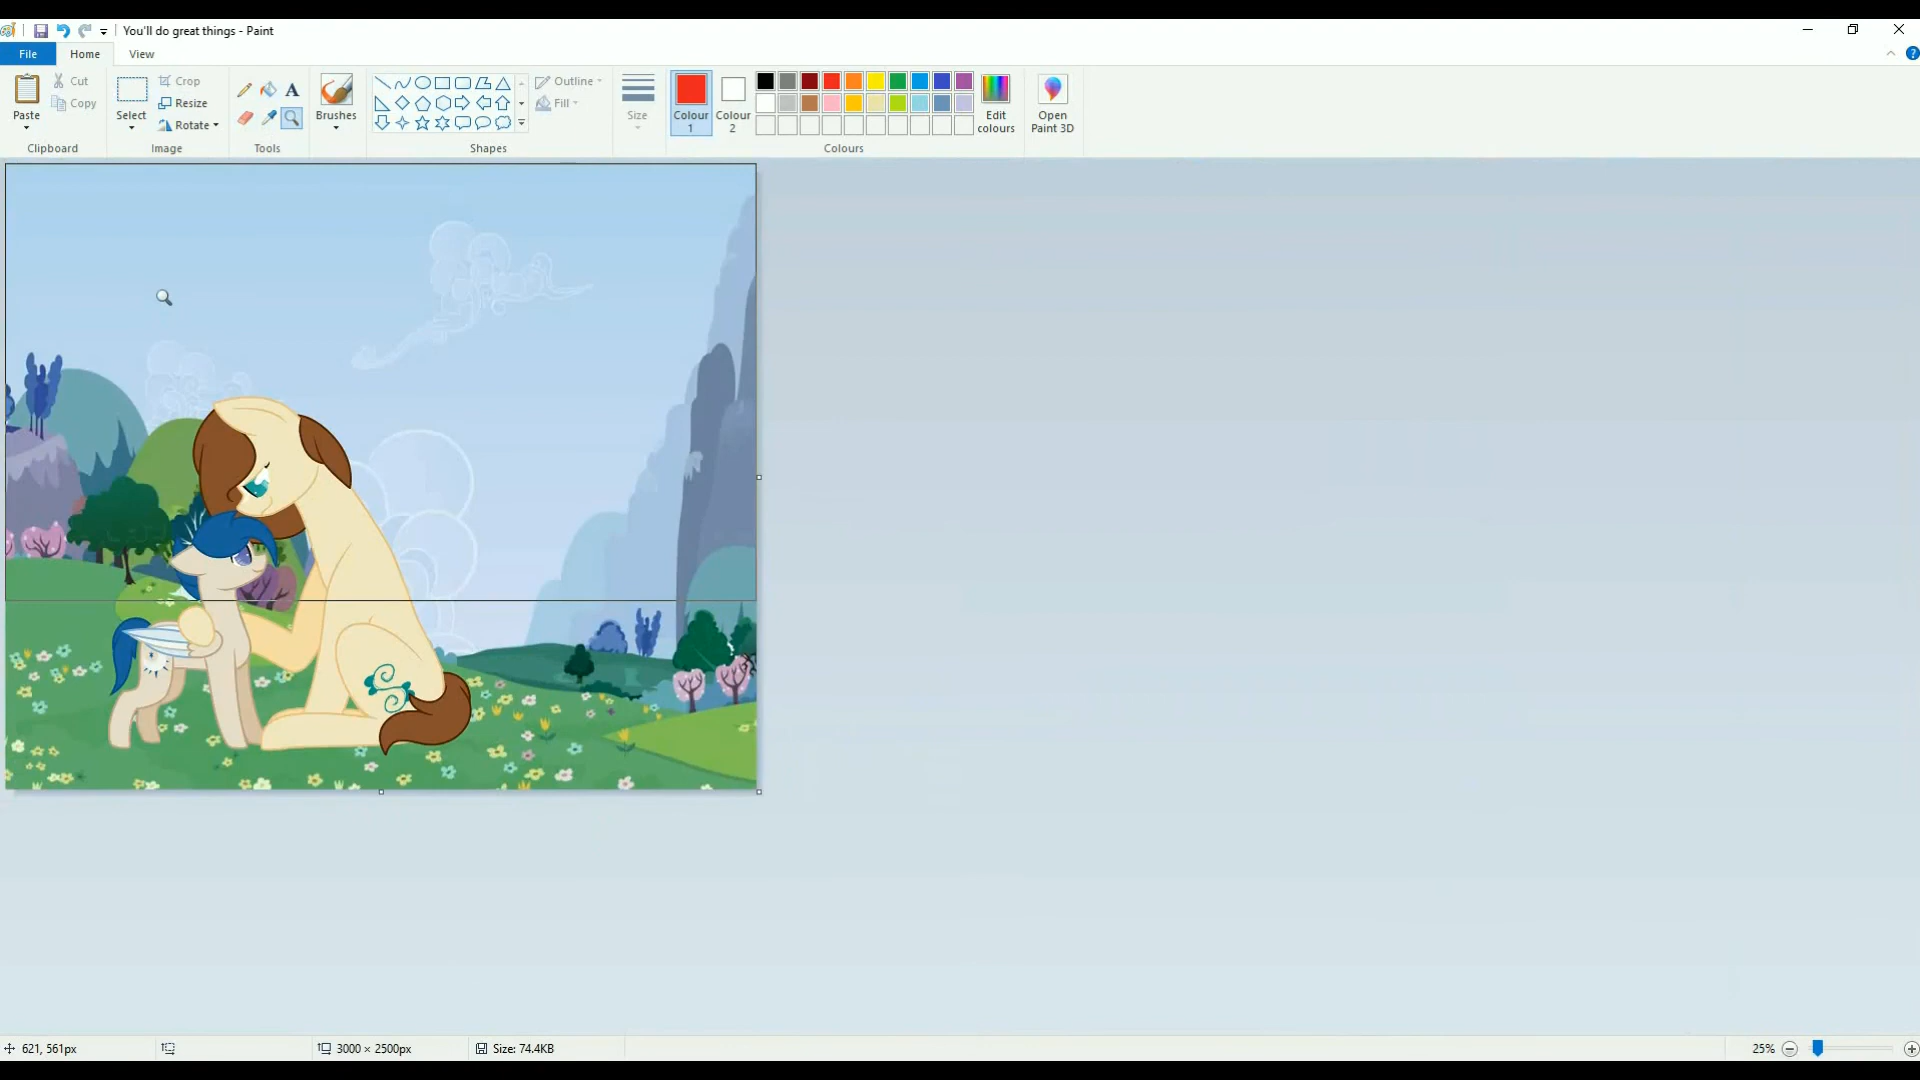 You'll do great things - Paint
File Home View
Paste
Cut
Copy
Clipboard
Select
Crop
Resize
Rotate
Image
A
Tools
Brushes
Shapes
Outline
Fill
Size
Colour 1
Colour 2
Edit colours
Colours
Open Paint 3D
?
621, 561px
3000 × 2500px
Size: 74.4KB
25%